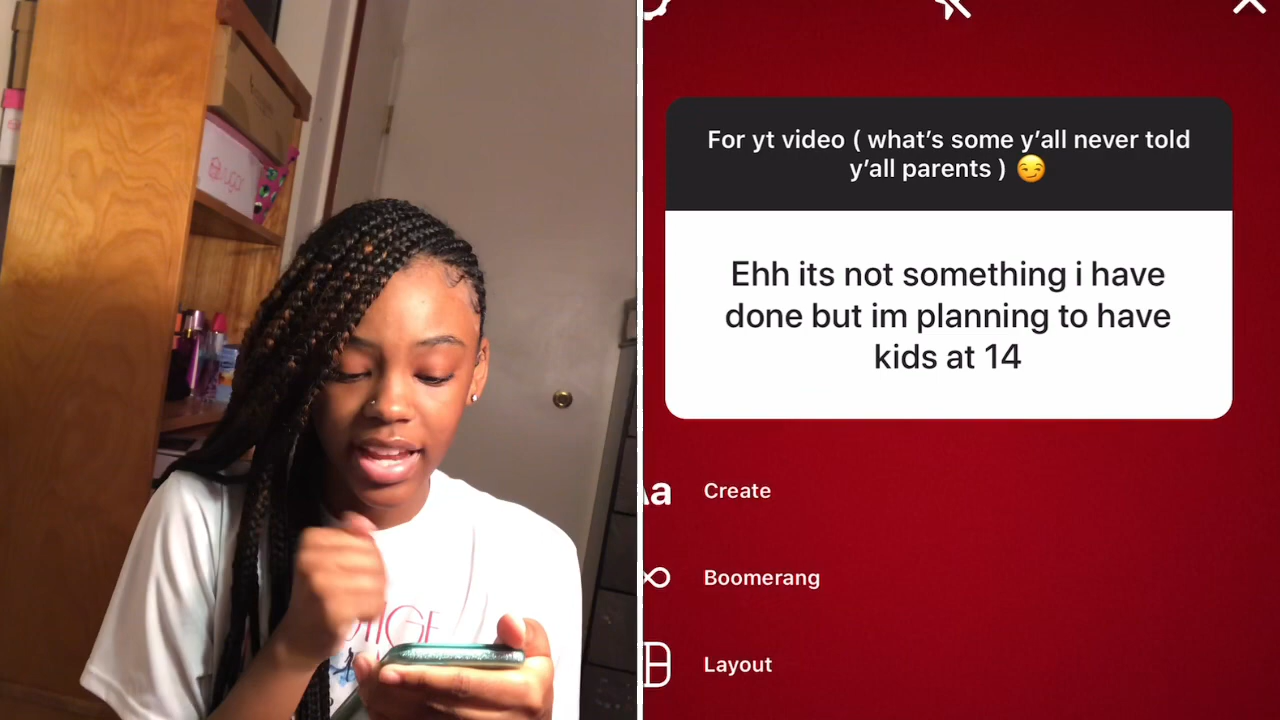 For yt video ( what's some y'all never told
y'all parents ) 😏
Ehh its not something i have
done but im planning to have
kids at 14
Aa
Create
Boomerang
Layout